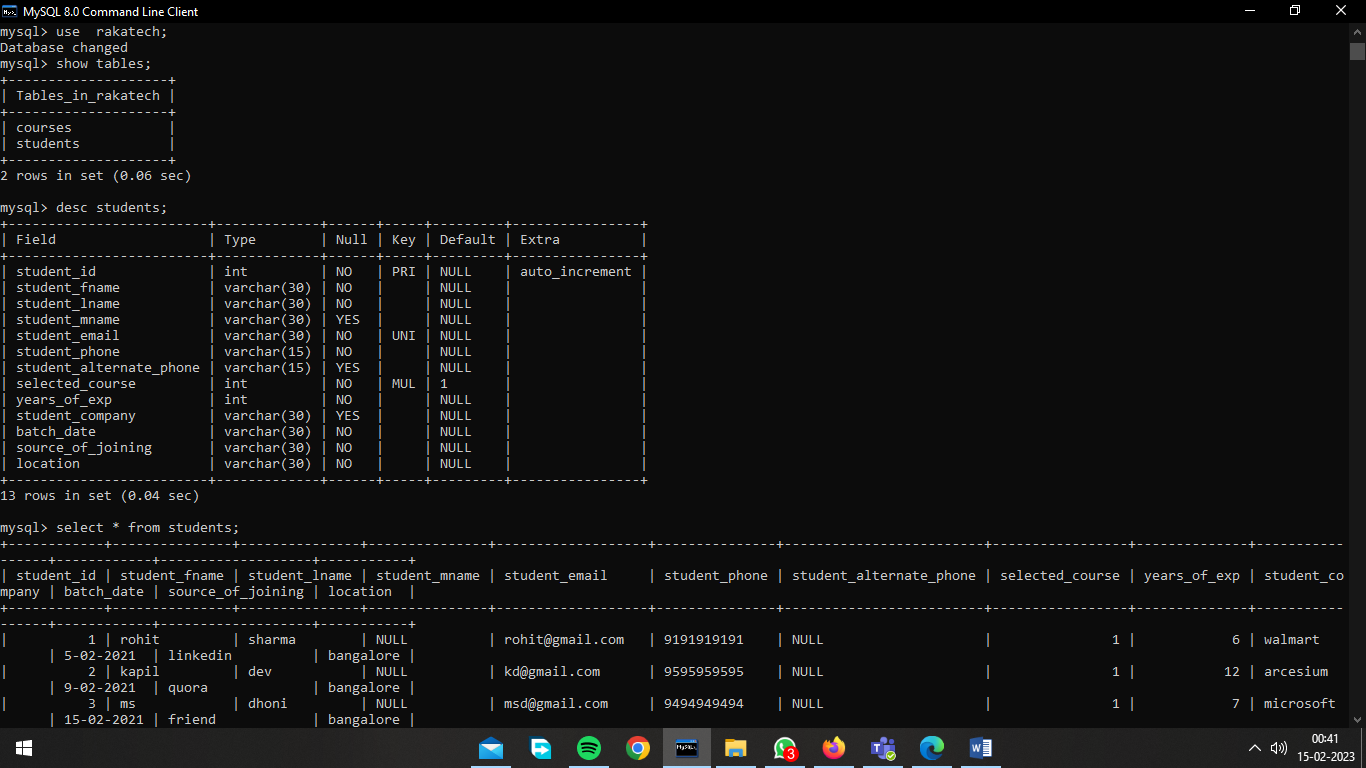 MySQL 8.0 Command Line Client
mysql> use  rakatech;
Database changed
mysql> show tables;
+--------------------+
| Tables_in_rakatech |
+--------------------+
| courses            |
| students           |
+--------------------+
2 rows in set (0.06 sec)

mysql> desc students;
+-------------------------+-------------+------+-----+---------+----------------+
| Field                   | Type        | Null | Key | Default | Extra          |
+-------------------------+-------------+------+-----+---------+----------------+
| student_id              | int         | NO   | PRI | NULL    | auto_increment |
| student_fname           | varchar(30) | NO   |     | NULL    |                |
| student_lname           | varchar(30) | NO   |     | NULL    |                |
| student_mname           | varchar(30) | YES  |     | NULL    |                |
| student_email           | varchar(30) | NO   | UNI | NULL    |                |
| student_phone           | varchar(15) | NO   |     | NULL    |                |
| student_alternate_phone | varchar(15) | YES  |     | NULL    |                |
| selected_course         | int         | NO   | MUL | 1       |                |
| years_of_exp            | int         | NO   |     | NULL    |                |
| student_company         | varchar(30) | YES  |     | NULL    |                |
| batch_date              | varchar(30) | NO   |     | NULL    |                |
| source_of_joining       | varchar(30) | NO   |     | NULL    |                |
| location                | varchar(30) | NO   |     | NULL    |                |
+-------------------------+-------------+------+-----+---------+----------------+
13 rows in set (0.04 sec)

mysql> select * from students;
+------------+---------------+---------------+---------------+-------------------+---------------+-------------------------+-----------------+--------------+-----------
------+------------+-------------------+-----------+
| student_id | student_fname | student_lname | student_mname | student_email     | student_phone | student_alternate_phone | selected_course | years_of_exp | student_co
mpany | batch_date | source_of_joining | location  |
+------------+---------------+---------------+---------------+-------------------+---------------+-------------------------+-----------------+--------------+-----------
------+------------+-------------------+-----------+
|          1 | rohit         | sharma        | NULL          | rohit@gmail.com   | 9191919191    | NULL                    |               1 |            6 | walmart
      | 5-02-2021  | linkedin          | bangalore |
|          2 | kapil         | dev           | NULL          | kd@gmail.com      | 9595959595    | NULL                    |               1 |           12 | arcesium
      | 9-02-2021  | quora             | bangalore |
|          3 | ms            | dhoni         | NULL          | msd@gmail.com     | 9494949494    | NULL                    |               1 |            7 | microsoft
      | 15-02-2021 | friend            | bangalore |
3
00:41
15-02-2023